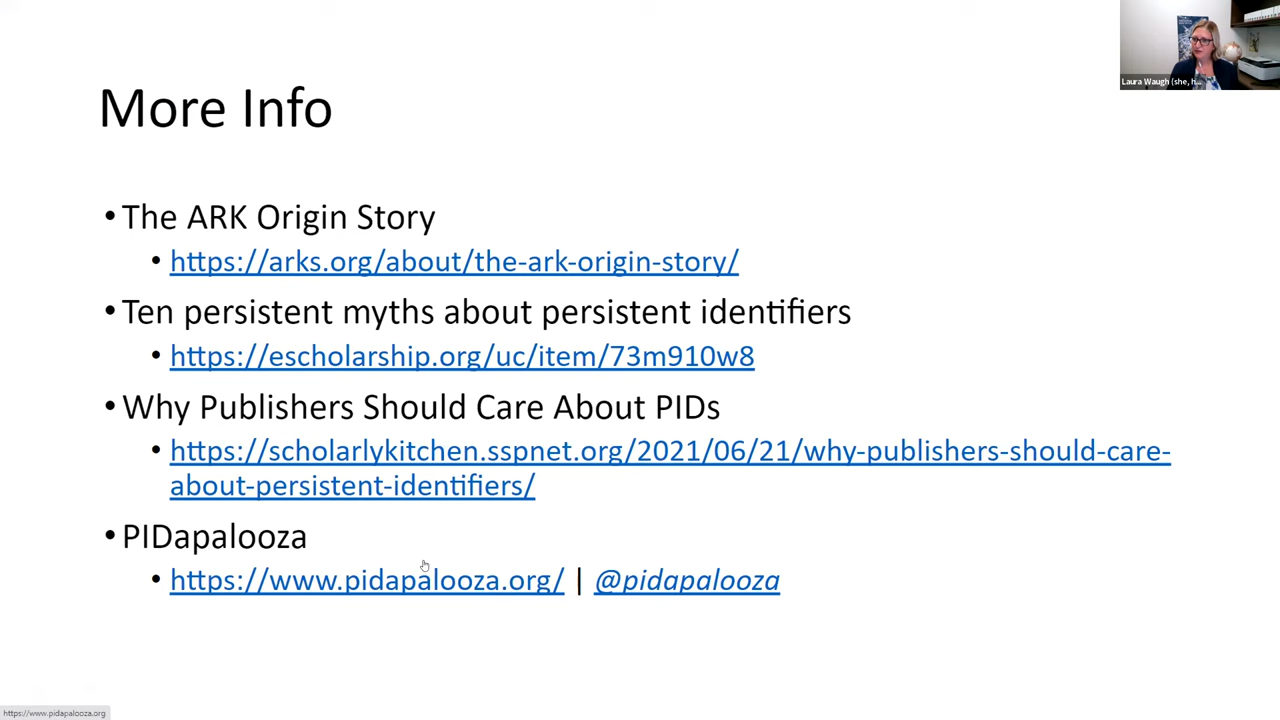 Laura Waugh (she, h...
More Info
• The ARK Origin Story
• https://arks.org/about/the-ark-origin-story/
• Ten persistent myths about persistent identifiers
• https://escholarship.org/uc/item/73m910w8
• Why Publishers Should Care About PIDs
• https://scholarlykitchen.sspnet.org/2021/06/21/why-publishers-should-care-
about-persistent-identifiers/
• PIDapalooza
• https://www.pidapalooza.org/ | @pidapalooza
https://www.pidapalooza.org